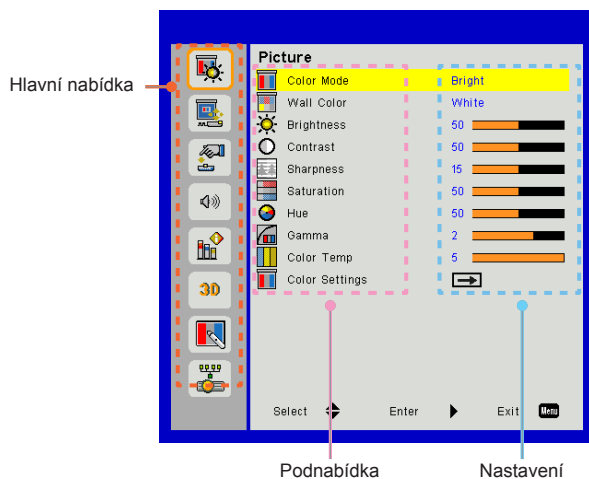 Picture
Hlavní nabídka
Color Mode Bright
Wall Color White
Brightness 50
Contrast 50
Sharpness 15
Saturation 50
Hue 50
Gamma 2
Color Temp 5
Color Settings
3D
Select Enter Exit Menu
Podnabídka Nastavení